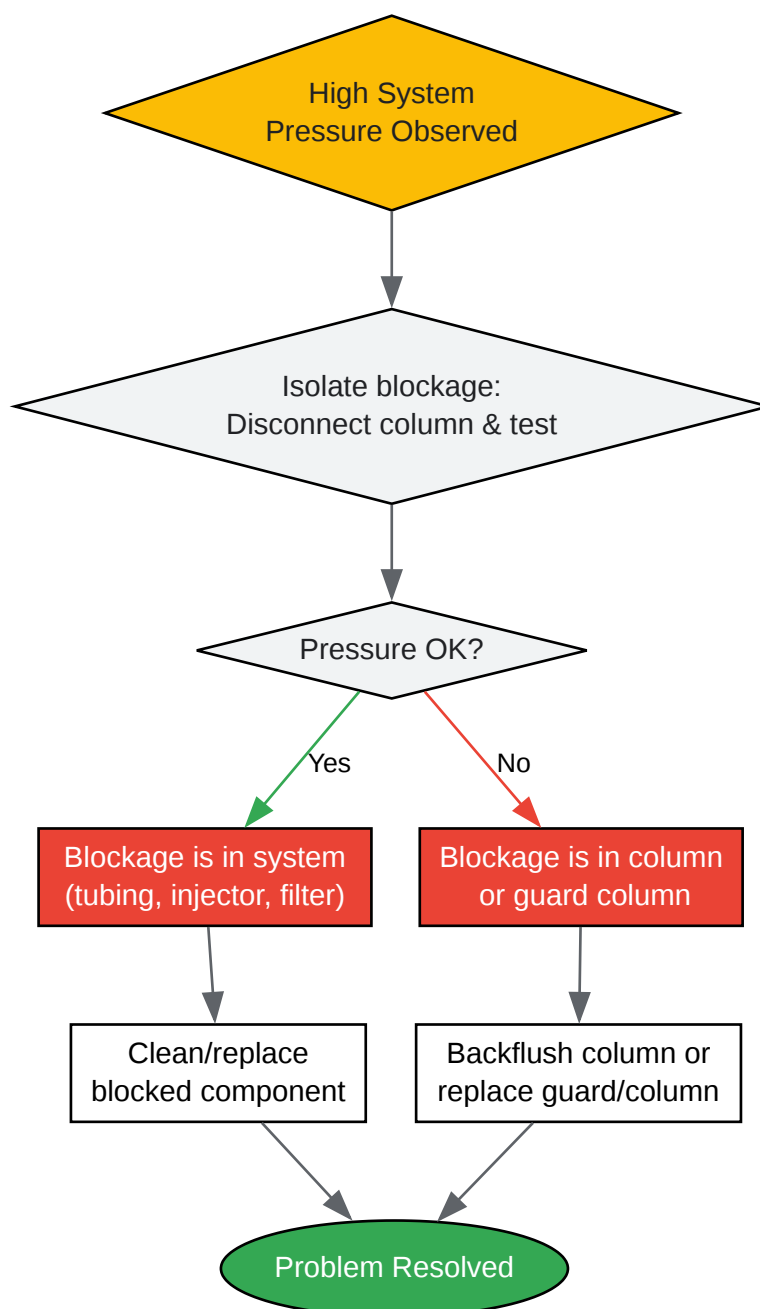 High System
Pressure Observed
Isolate blockage:
Disconnect column & test
Pressure OK?
Yes
No
Blockage is in system
(tubing, injector, filter)
Blockage is in column
or guard column
Clean/replace
blocked component
Backflush column or
replace guard/column
Problem Resolved